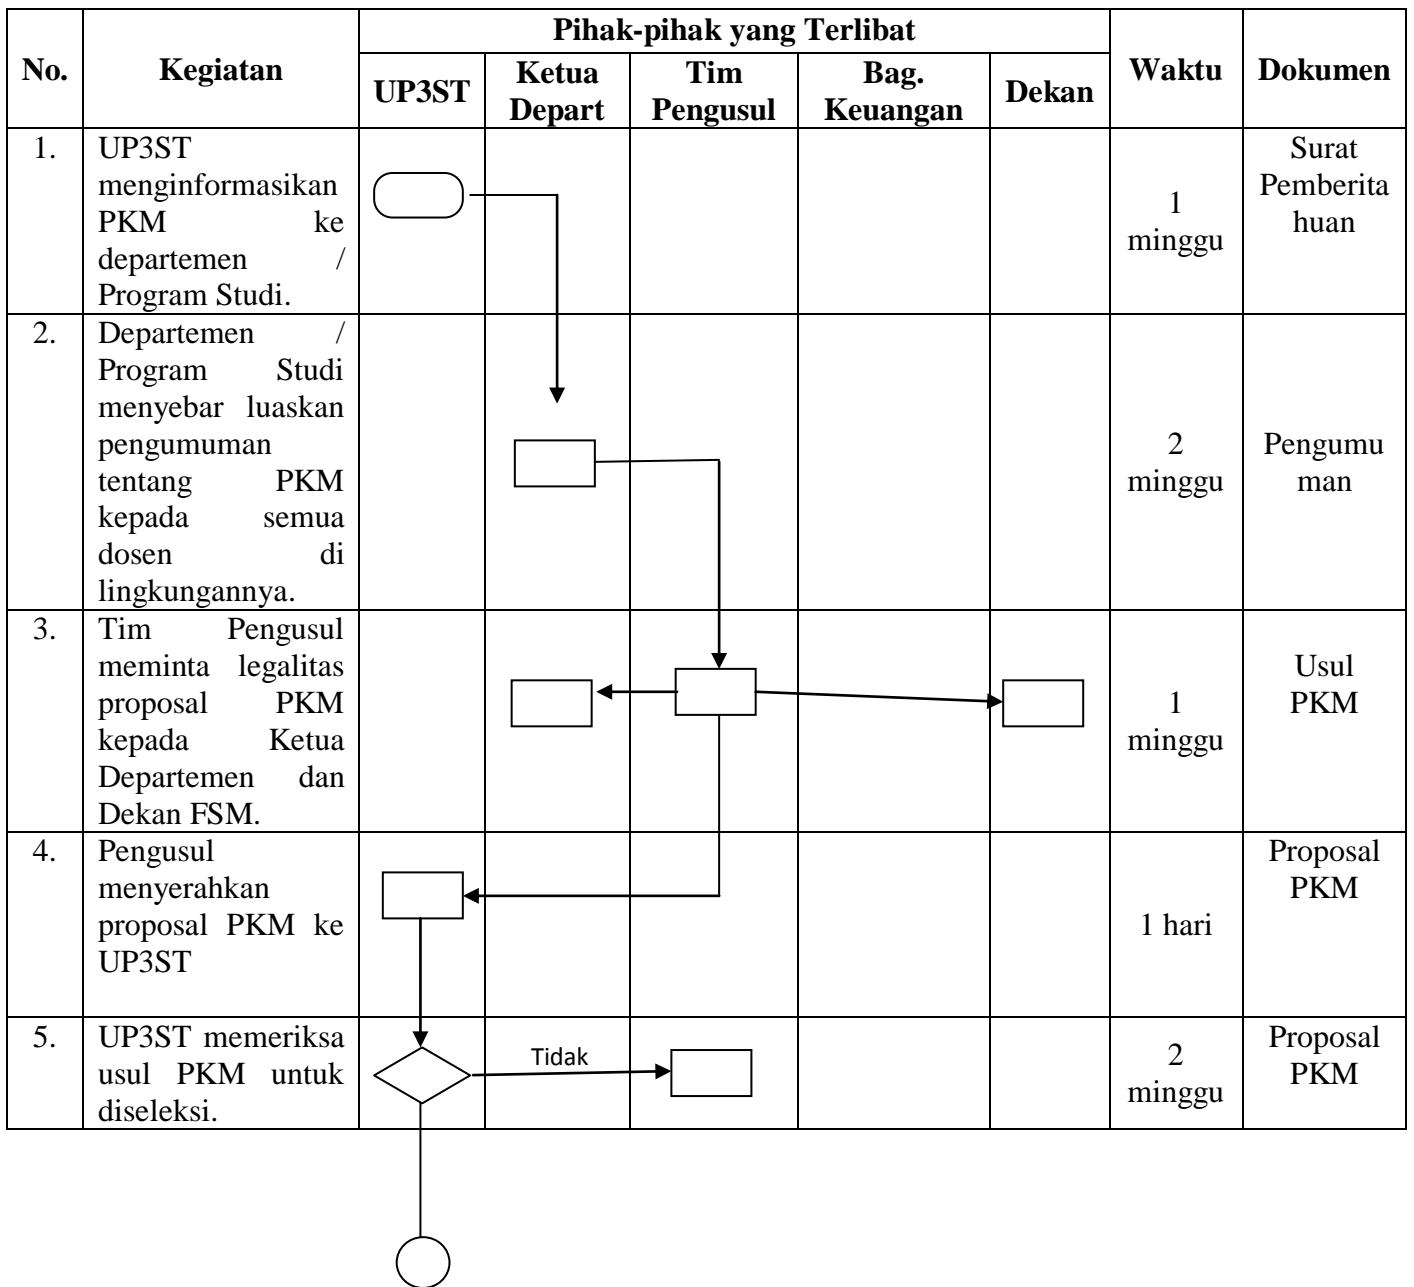 No.
Kegiatan
Pihak-pihak yang Terlibat
Waktu
Dokumen
UP3ST
Ketua
Depart
Tim
Pengusul
Bag.
Keuangan
Dekan
1.
UP3ST
menginformasikan
PKM ke
departemen /
Program Studi.
1
minggu
Surat
Pemberita
huan
2.
Departemen /
Program Studi
menyebar luaskan
pengumuman
tentang PKM
kepada semua
dosen di
lingkungannya.
2
minggu
Pengumu
man
3.
Tim Pengusul
meminta legalitas
proposal PKM
kepada Ketua
Departemen dan
Dekan FSM.
1
minggu
Usul
PKM
4.
Pengusul
menyerahkan
proposal PKM ke
UP3ST
1 hari
Proposal
PKM
5.
UP3ST memeriksa
usul PKM untuk
diseleksi.
Tidak
2
minggu
Proposal
PKM